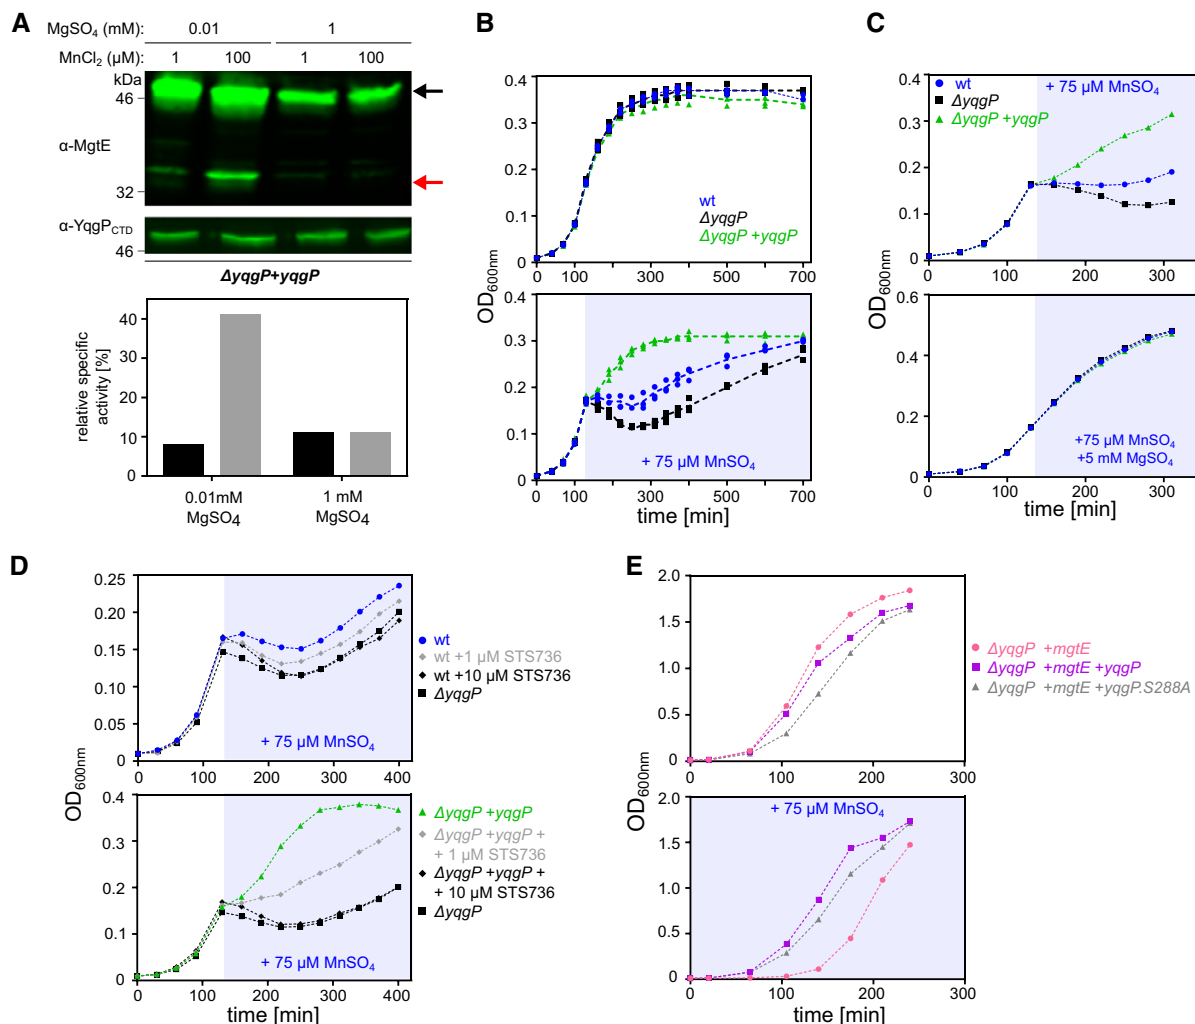 A
MgSO₄ (mM): 0.01 1
MnCl₂ (µM): 1 100 1 100
kDa
46
α-MgtE
32
α-YqgP_CTD
46
ΔyqgP+yqgP
relative specific
activity [%]
40
30
20
10
0
0.01mM
MgSO₄
1 mM
MgSO₄
B
OD₆₀₀nm
0.4
0.3
0.2
0.1
0
wt
ΔyqgP
ΔyqgP +yqgP
0 100 300 500 700
0.4
0.3
0.2
0.1
0
+ 75 µM MnSO₄
0 100 300 500 700
time [min]
C
OD₆₀₀nm
wt
ΔyqgP
ΔyqgP +yqgP
+ 75 µM MnSO₄
0.4
0.3
0.2
0.1
0
0 100 200 300
0.6
0.4
0.2
0
+75 µM MnSO₄
+5 mM MgSO₄
0 100 200 300
time [min]
D
OD₆₀₀nm
0.25
0.20
0.15
0.10
0.05
0
+ 75 µM MnSO₄
0 100 200 300 400
wt
wt +1 µM STS736
wt +10 µM STS736
ΔyqgP
0.4
0.3
0.2
0.1
0
+ 75 µM MnSO₄
0 100 200 300 400
time [min]
ΔyqgP +yqgP
ΔyqgP +yqgP +
+ 1 µM STS736
ΔyqgP +yqgP +
+ 10 µM STS736
ΔyqgP
E
OD₆₀₀nm
2.0
1.5
1.0
0.5
0
0 100 200 300
ΔyqgP +mgtE
ΔyqgP +mgtE +yqgP
ΔyqgP +mgtE +yqgP.S288A
2.0
1.5
1.0
0.5
0
+ 75 µM MnSO₄
0 100 200 300
time [min]